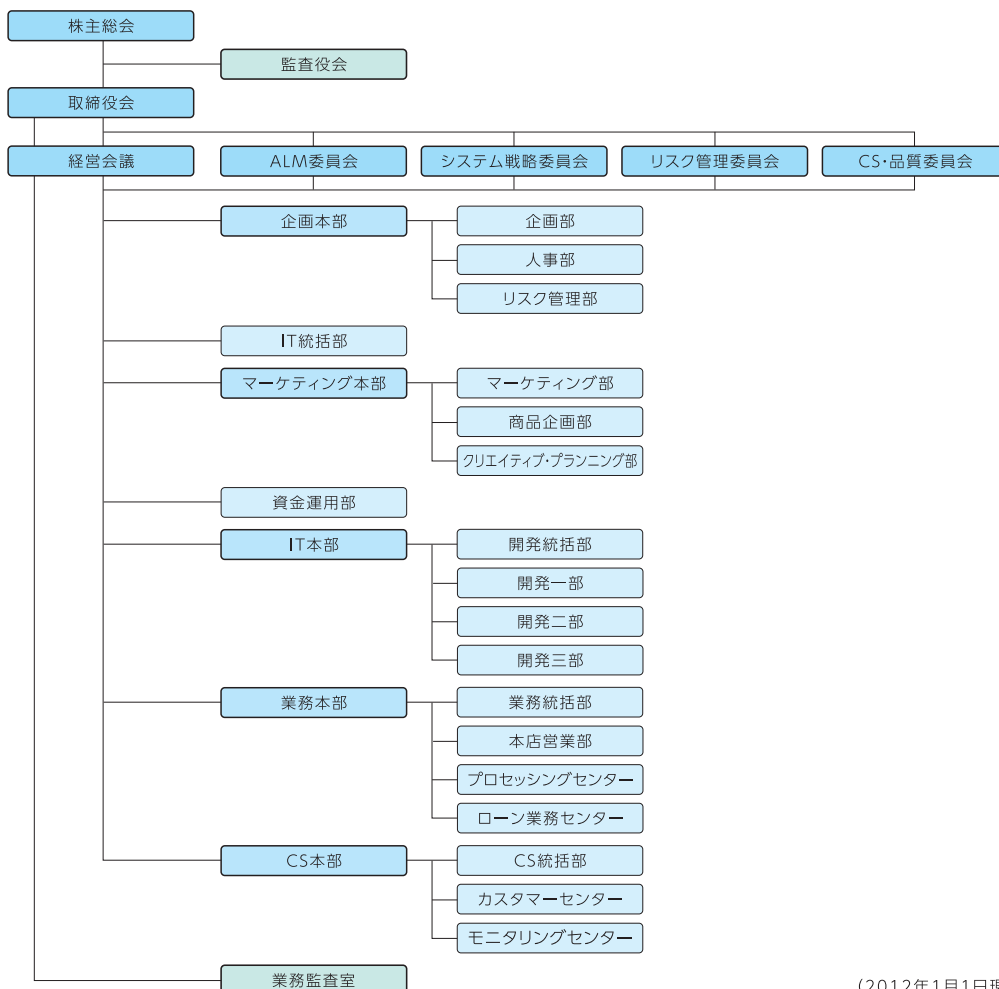 株主総会
監査役会
取締役会
経営会議
ALM委員会
システム戦略委員会
リスク管理委員会
CS・品質委員会
企画本部
企画部
人事部
リスク管理部
IT統括部
マーケティング本部
マーケティング部
商品企画部
クリエイティブ・プランニング部
資金運用部
IT本部
開発統括部
開発一部
開発二部
開発三部
業務本部
業務統括部
本店営業部
プロセッシングセンター
ローン業務センター
CS本部
CS統括部
カスタマーセンター
モニタリングセンター
業務監査室
(2012年1月1日現